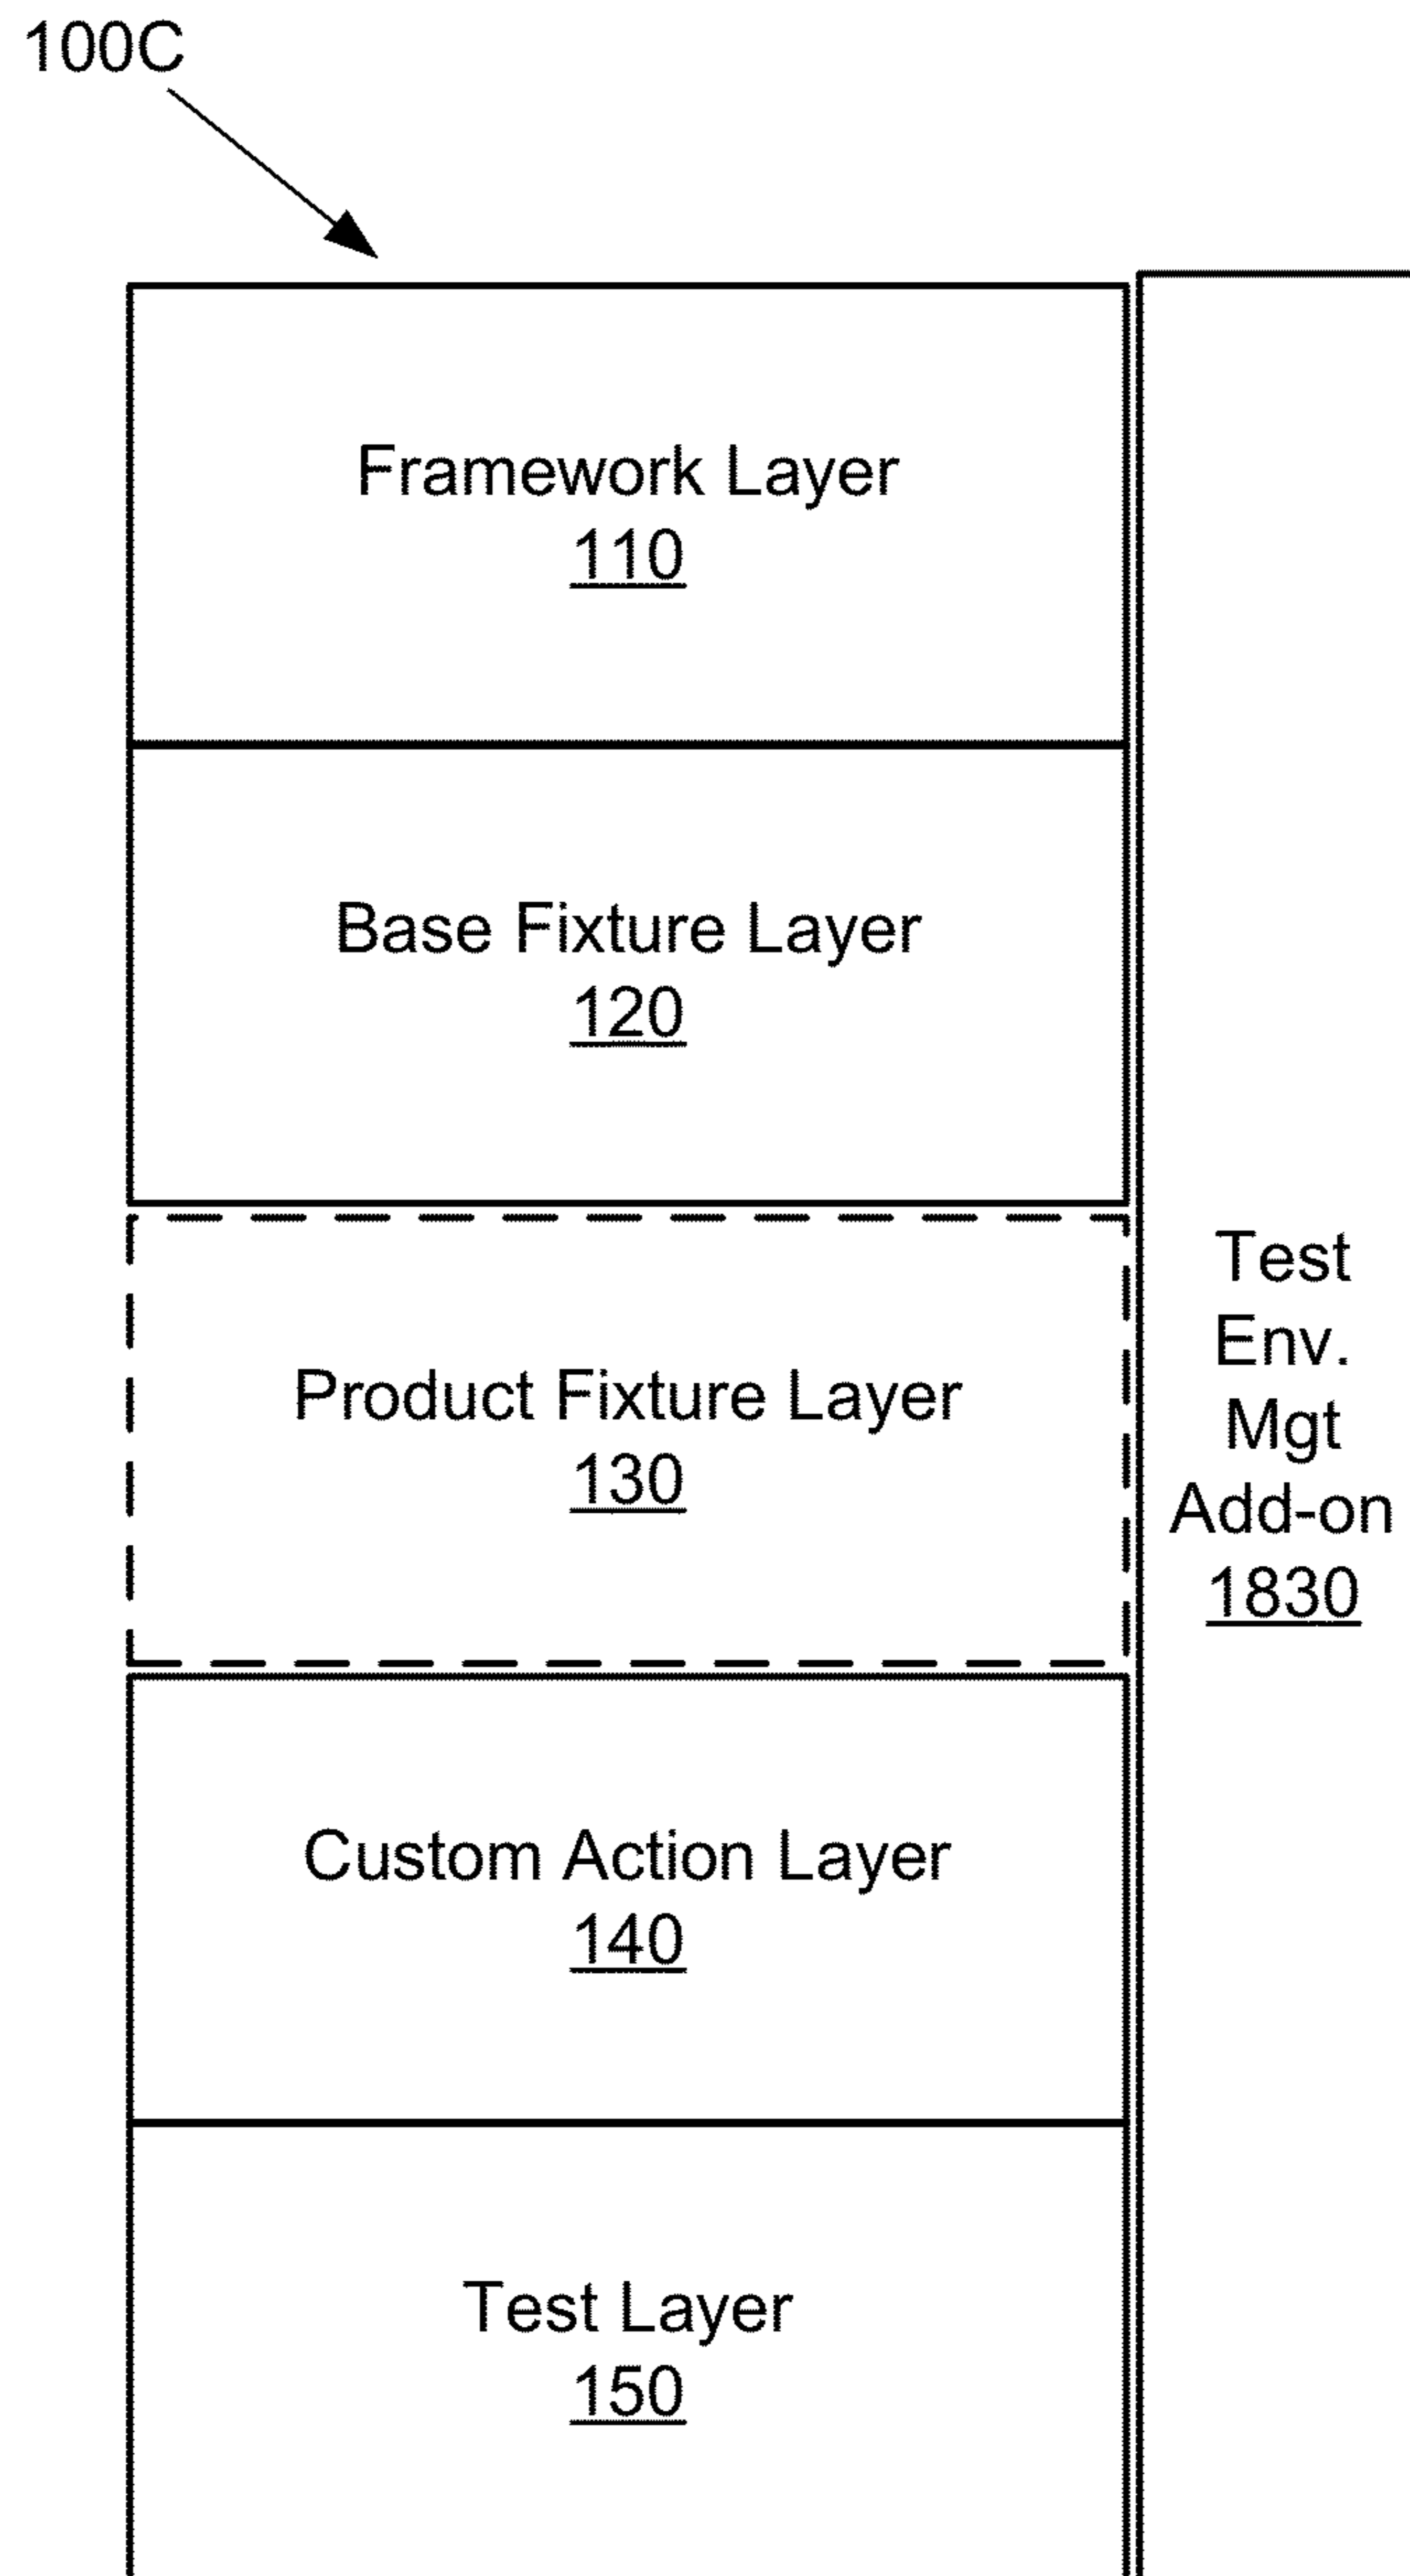 100C
Framework Layer
110
Base Fixture Layer
120
Product Fixture Layer
130
Test
Env.
Mgt
Add-on
1830
Custom Action Layer
140
Test Layer
150